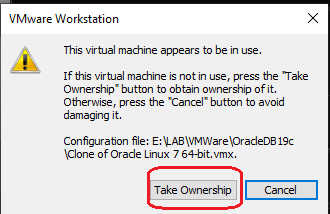 VMware Workstation
This virtual machine appears to be in use.
If this virtual machine is not in use, press the "Take
Ownership" button to obtain ownership of it.
Otherwise, press the "Cancel" button to avoid
damaging it.
Configuration file: E:\LAB\VMWare\OracleDB19c
\Clone of Oracle Linux 7 64-bit.vmx.
Take Ownership
Cancel